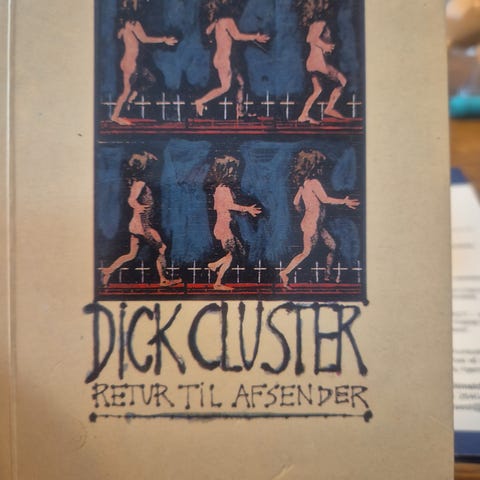 DICK CLUSTER
RETUR TIL AFSENDER